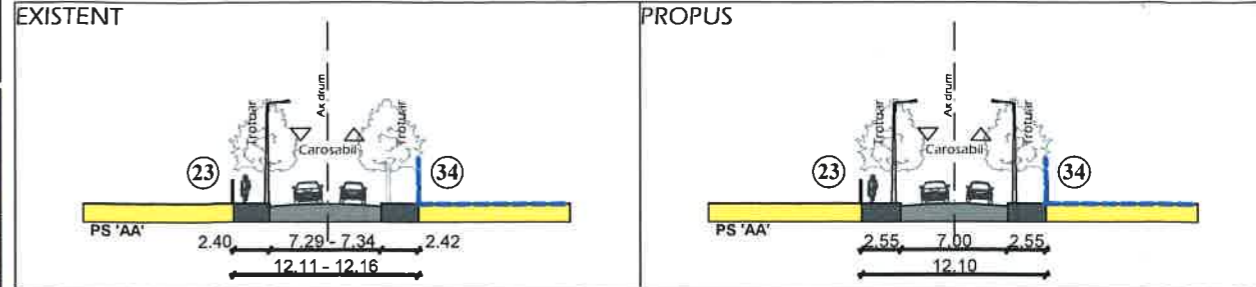 EXISTENT
Ax drum
Trotuar
Trotuar
Carosabil
23
34
PS 'AA'
2.40
7.29 - 7.34
2.42
12.11 - 12.16
PROPUS
Ax drum
Trotuar
Trotuar
Carosabil
23
34
PS 'AA'
2.55
7.00
2.55
12.10